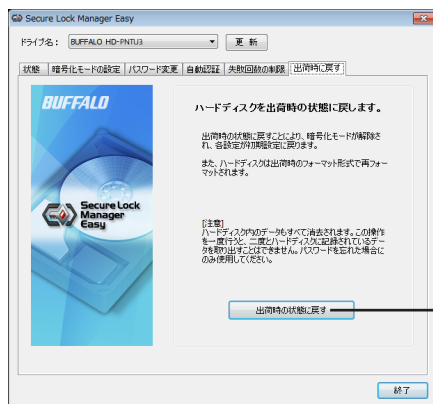 Secure Lock Manager Easy
ドライブ名： BUFFALO HD-PNTU3 更 新
状態 暗号化モードの設定 パスワード変更 自動認証 失敗回数の制限 出荷時に戻す
BUFFALO
ハードディスクを出荷時の状態に戻します。
出荷時の状態に戻すことにより、暗号化モードが解除さ
れ、各設定が初期設定に戻ります。
また、ハードディスクは出荷時のフォーマット形式で再フォー
マットされます。
Secure Lock
Manager
Easy
[注意]
ハードディスク内のデータもすべて消去されます。この操作
を一度行うと、二度とハードディスクに記録されているデー
タを取り出すことはできません。パスワードを忘れた場合に
のみ使用してください。
出荷時の状態に戻す
終了